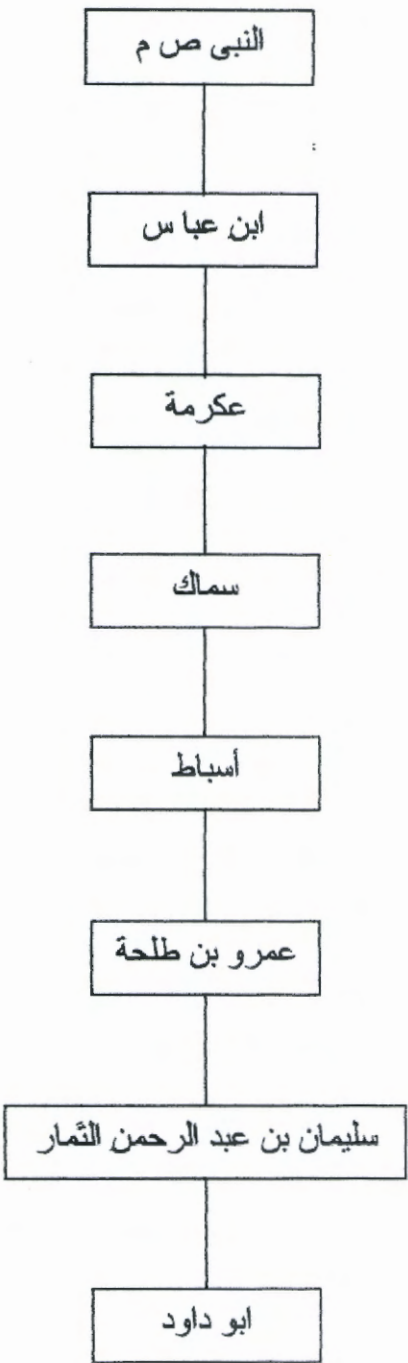 النبى ص م
ابن عبا س
عكرمة
سماك
أسباط
عمرو بن طلحة
سليمان بن عبد الرحمن التمار
ابو داود